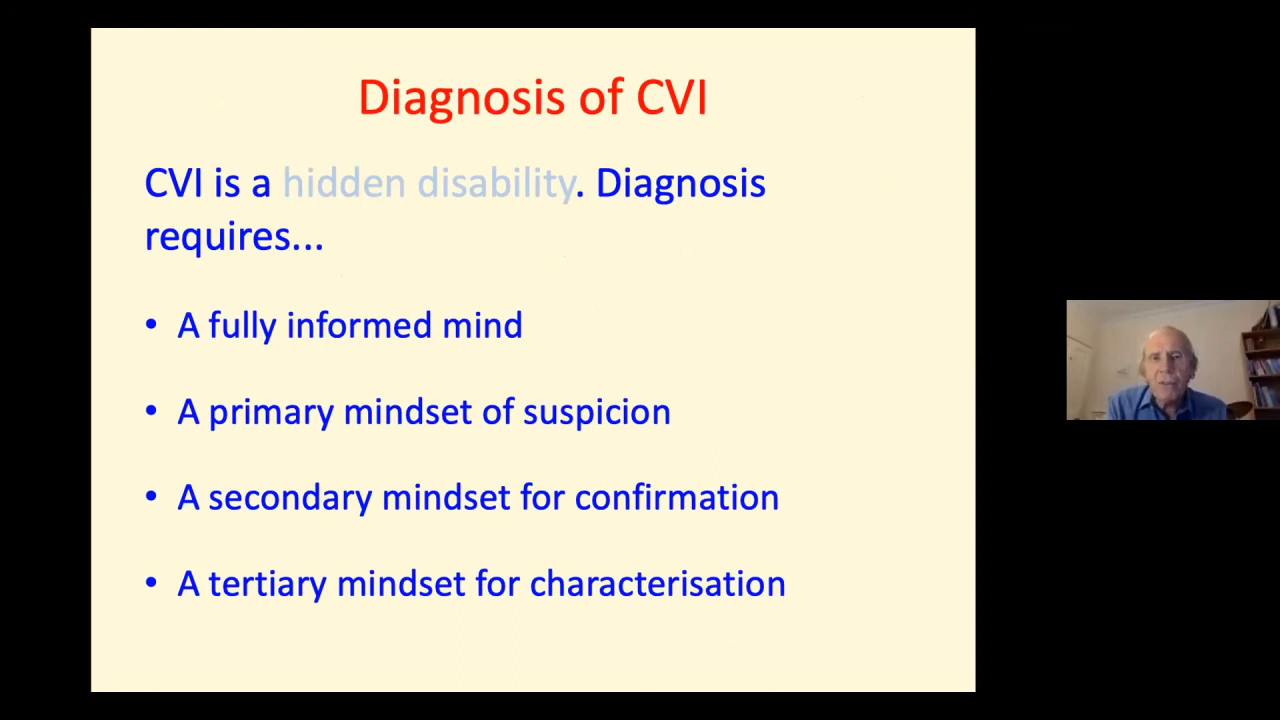 Diagnosis of CVI
CVI is a hidden disability. Diagnosis
requires...
• A fully informed mind
• A primary mindset of suspicion
• A secondary mindset for confirmation
• A tertiary mindset for characterisation